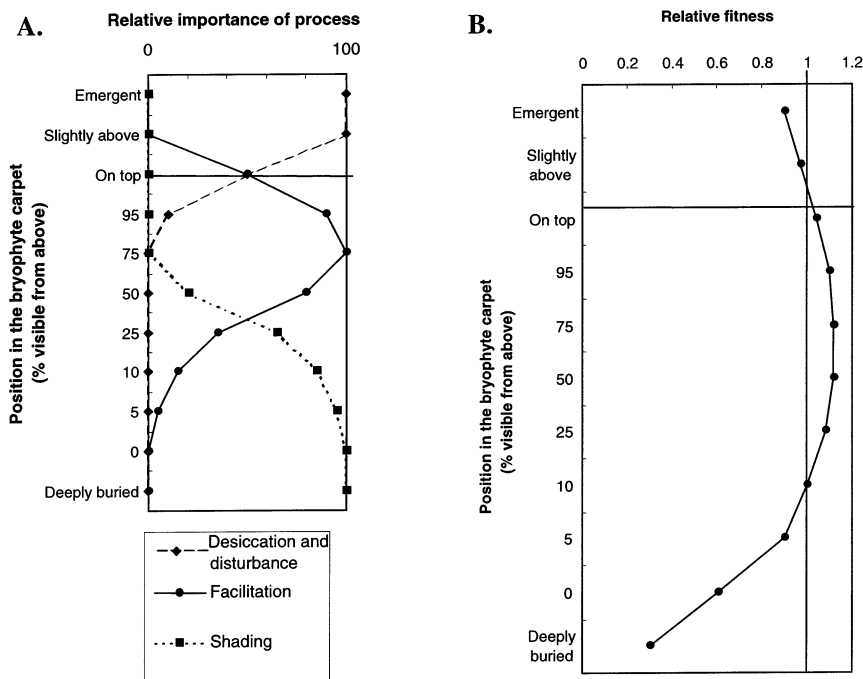 A.
Relative importance of process
0 100
Emergent
Slightly above
On top
95
75
50
25
10
5
0
Deeply buried
Position in the bryophyte carpet
(% visible from above)
Desiccation and
disturbance
Facilitation
Shading
B.
Relative fitness
0 0.2 0.4 0.6 0.8 1 1.2
Emergent
Slightly
above
On top
95
75
50
25
10
5
0
Deeply
buried
Position in the bryophyte carpet
(% visible from above)